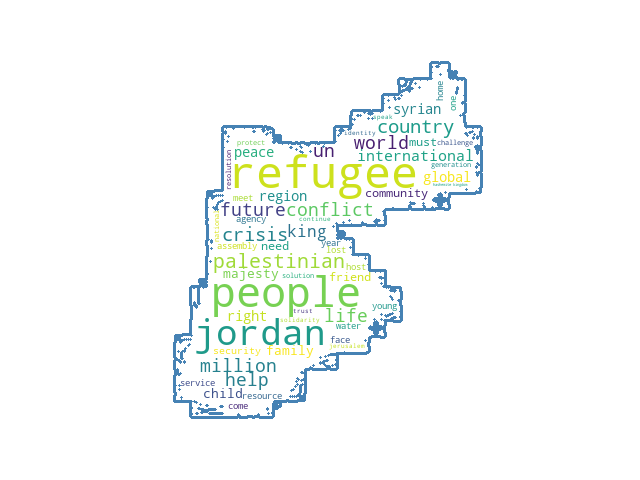 home
one
syrian
speak
country
identity
world
must
challenge
protect
un
peace
international
generation
resolution
refugee
global
hashemite kingdom
community
meet
region
future
conflict
agency
continue
national
crisis
king
year
assembly
need
lost
palestinian
host
majesty
solution
friend
people
young
right
trust
life
solidarity
water
jordan
face
security
family
jerusalem
million
help
service
child
resource
come